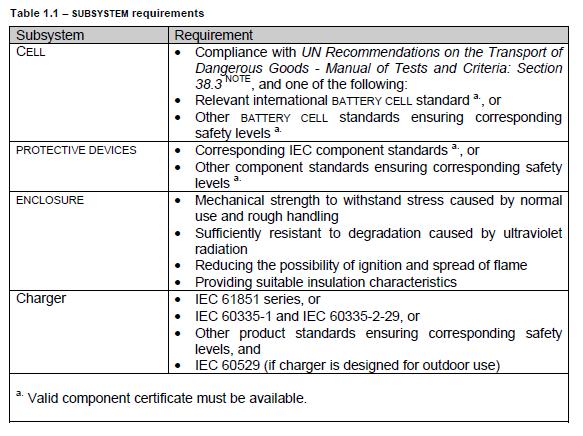 Table 1.1 – SUBSYSTEM requirements
Subsystem Requirement
CELL • Compliance with UN Recommendations on the Transport of
Dangerous Goods - Manual of Tests and Criteria: Section
38.3 NOTE, and one of the following:
• Relevant international BATTERY CELL standard a., or
• Other BATTERY CELL standards ensuring corresponding
safety levels a.
PROTECTIVE DEVICES • Corresponding IEC component standards a., or
• Other component standards ensuring corresponding safety
levels a.
ENCLOSURE • Mechanical strength to withstand stress caused by normal
use and rough handling
• Sufficiently resistant to degradation caused by ultraviolet
radiation
• Reducing the possibility of ignition and spread of flame
• Providing suitable insulation characteristics
Charger • IEC 61851 series, or
• IEC 60335-1 and IEC 60335-2-29, or
• Other product standards ensuring corresponding safety
levels, and
• IEC 60529 (if charger is designed for outdoor use)
a. Valid component certificate must be available.